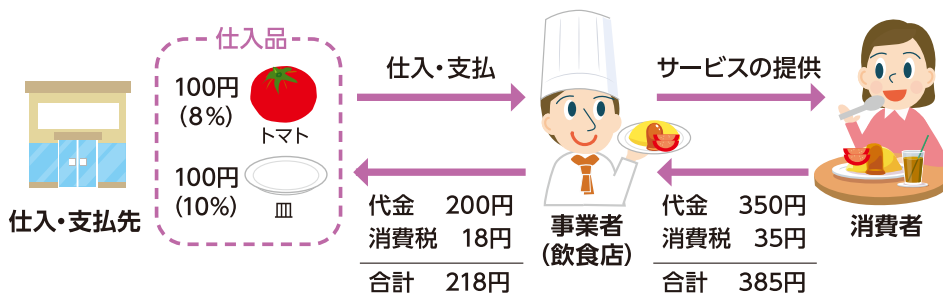 仕入品
100円
(8%)
トマト
100円
(10%)
皿
仕入・支払先
仕入・支払
代金 200円
消費税 18円
合計 218円
事業者
(飲食店)
サービスの提供
代金 350円
消費税 35円
合計 385円
消費者